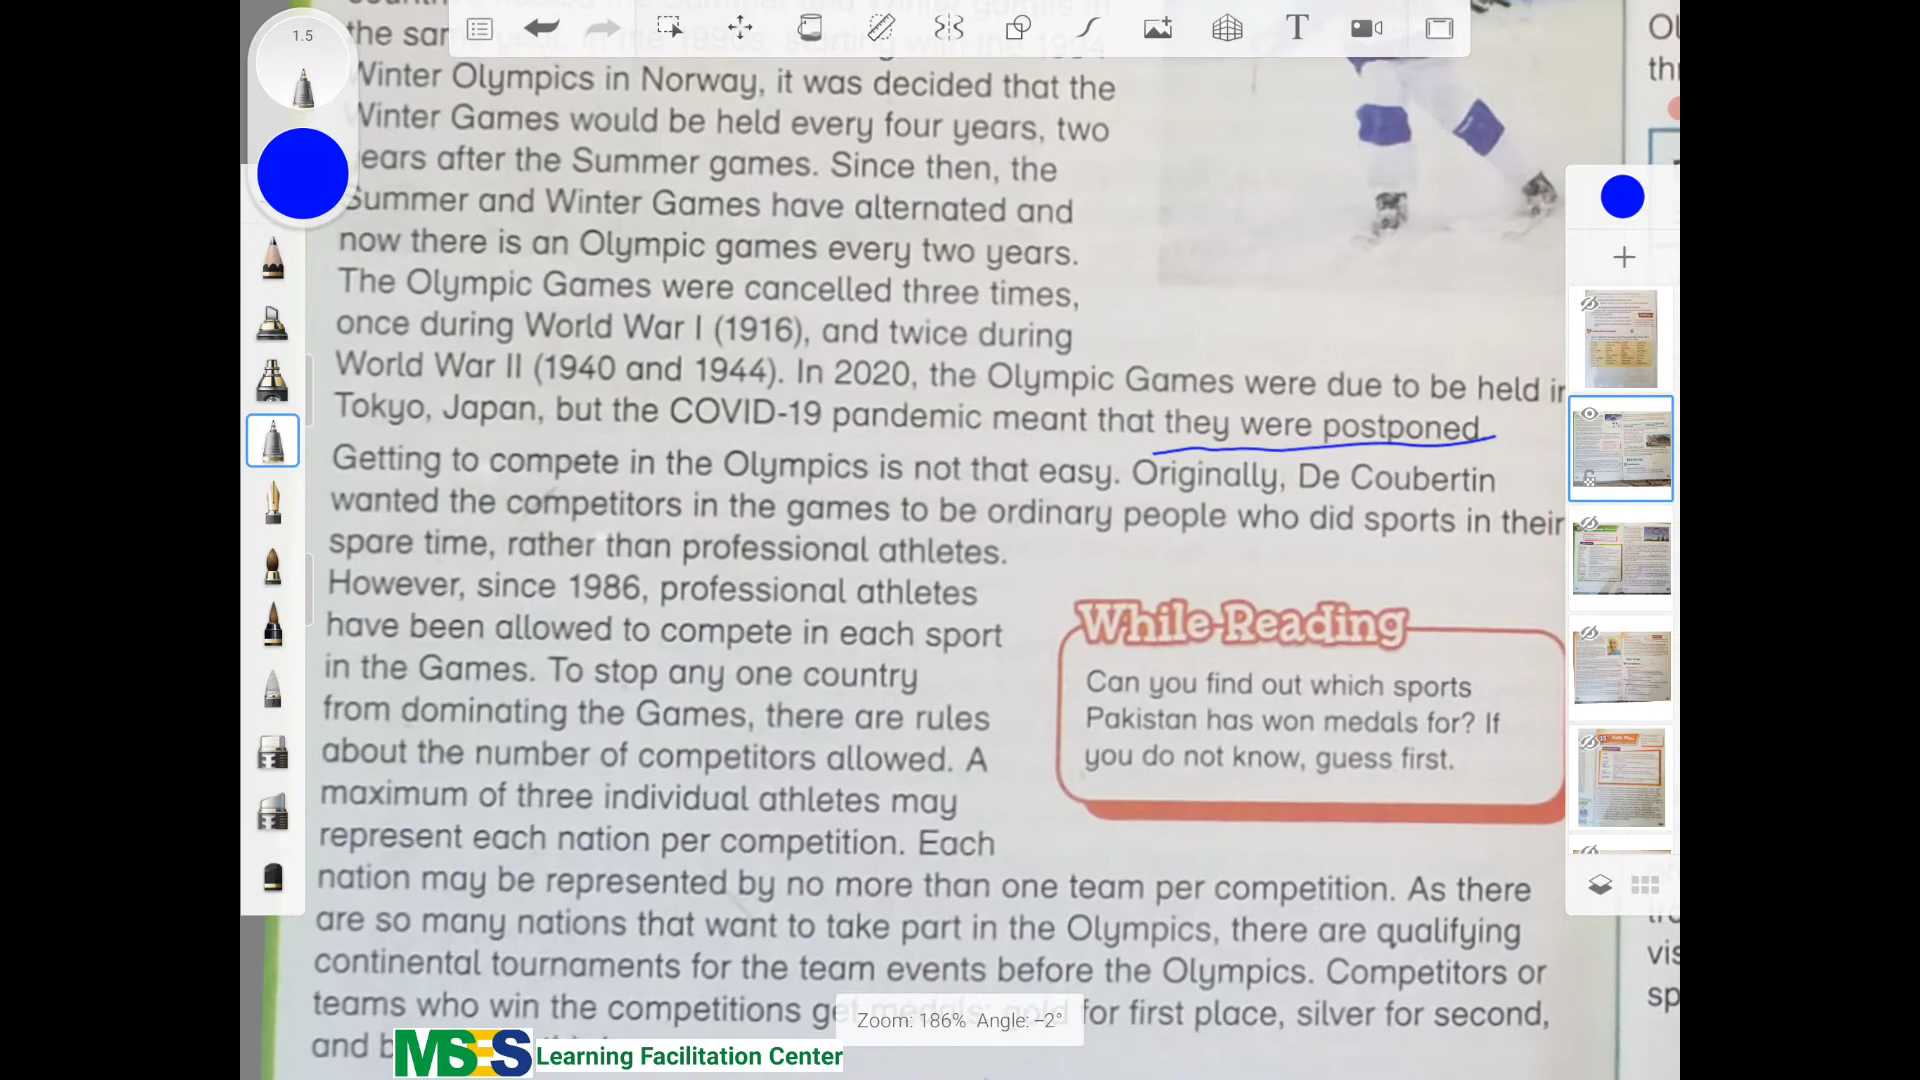 1.5
the sam
Winter Olympics in Norway, it was decided that the
Winter Games would be held every four years, two
years after the Summer games. Since then, the
Summer and Winter Games have alternated and
now there is an Olympic games every two years.
The Olympic Games were cancelled three times,
once during World War I (1916), and twice during
World War II (1940 and 1944). In 2020, the Olympic Games were due to be held in
Tokyo, Japan, but the COVID-19 pandemic meant that they were postponed
Getting to compete in the Olympics is not that easy. Originally, De Coubertin
wanted the competitors in the games to be ordinary people who did sports in their
spare time, rather than professional athletes.
However, since 1986, professional athletes
have been allowed to compete in each sport
in the Games. To stop any one country
from dominating the Games, there are rules
about the number of competitors allowed. A
maximum of three individual athletes may
represent each nation per competition. Each
nation may be represented by no more than one team per competition. As there
are so many nations that want to take part in the Olympics, there are qualifying
continental tournaments for the team events before the Olympics. Competitors or
teams who win the competitions get medals: gold for first place, silver for second,
and b
While Reading
Can you find out which sports
Pakistan has won medals for? If
you do not know, guess first.
Zoom: 186% Angle: -2°
MSES Learning Facilitation Center
Ol
thr
vis
sp